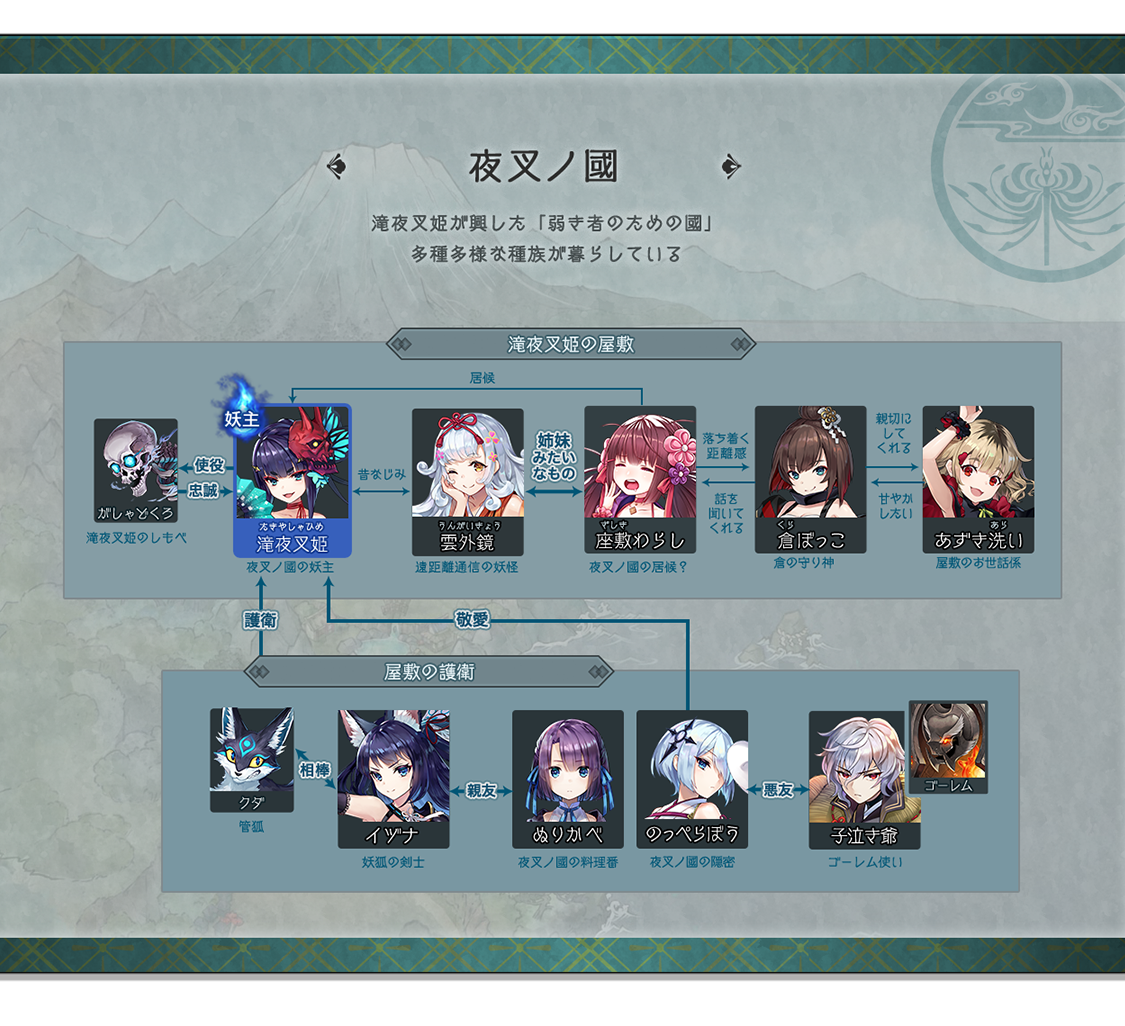 夜叉ノ國
滝夜叉姫が興した「弱き者のための國」
多種多様な種族が暮らしている
滝夜叉姫の屋敷
居候
妖主
使役
忠誠
昔なじみ
姉妹
みたい
なもの
落ち着く
距離感
話を
聞いて
くれる
親切に
して
くれる
甘やか
したい
がしゃどくろ
滝夜叉姫のしもべ
たきやしゃひめ
滝夜叉姫
夜叉ノ國の妖主
うんがいきょう
雲外鏡
遠距離通信の妖怪
ざしき
座敷わらし
夜叉ノ國の居候?
くら
倉ぼっこ
倉の守り神
あら
あずき洗い
屋敷のお世話係
護衛
敬愛
屋敷の護衛
クダ
管狐
相棒
イヅナ
妖狐の剣士
親友
ぬりかべ
夜叉ノ國の料理番
のっぺらぼう
夜叉ノ國の隠密
悪友
子泣き爺
ゴーレム使い
ゴーレム